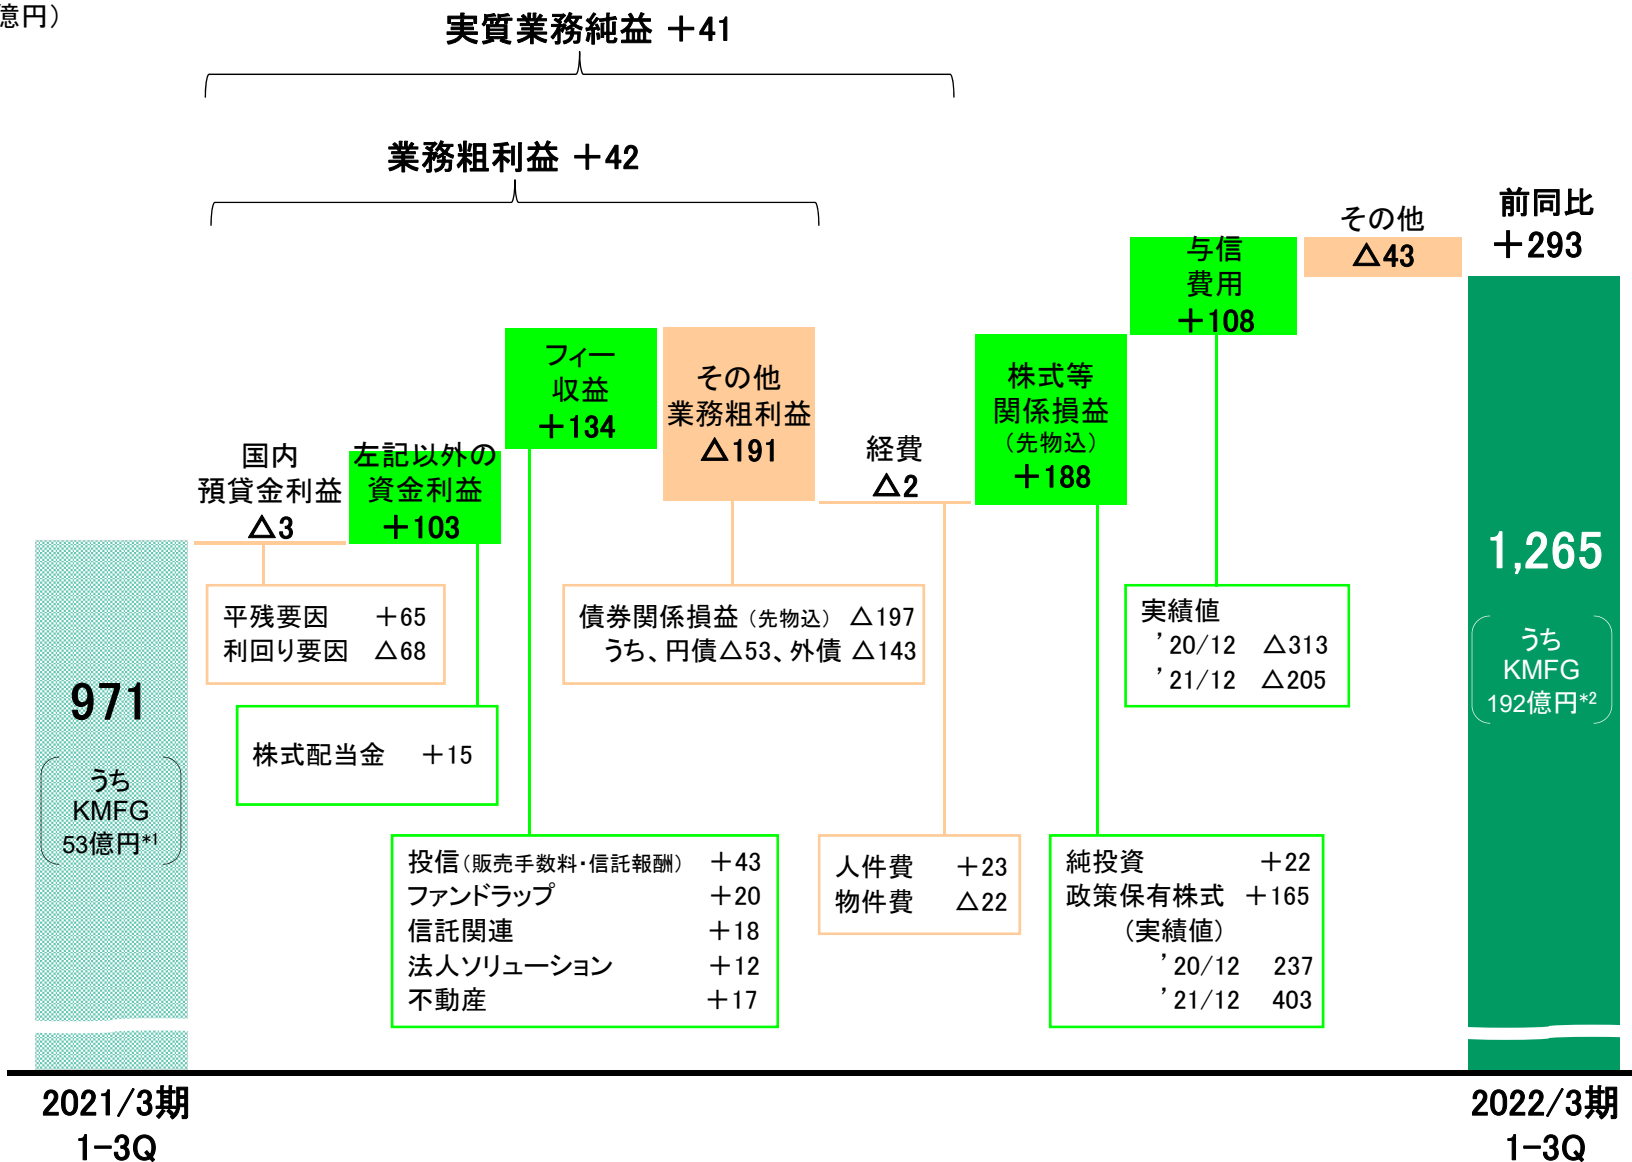 億円）
実質業務純益 ＋41
業務粗利益 ＋42
前同比
＋293
その他
△43
与信
費用
＋108
フィー
収益
＋134
その他
業務粗利益
△191
株式等
関係損益
（先物込）
＋188
経費
△2
国内
預貸金利益
△3
左記以外の
資金利益
＋103
971
うち
KMFG
53億円*1
1,265
うち
KMFG
192億円*2
平残要因 ＋65
利回り要因 △68
債券関係損益（先物込） △197
うち、円債△53、外債 △143
実績値
’20/12 △313
’21/12 △205
株式配当金 ＋15
投信（販売手数料・信託報酬） ＋43
ファンドラップ ＋20
信託関連 ＋18
法人ソリューション ＋12
不動産 ＋17
人件費 ＋23
物件費 △22
純投資 ＋22
政策保有株式 ＋165
（実績値）
’20/12 237
’21/12 403
2021/3期
1-3Q
2022/3期
1-3Q